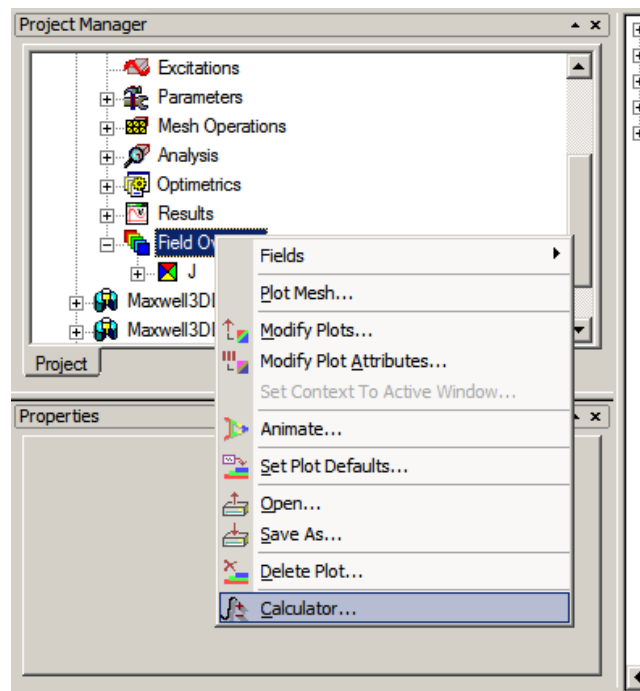 Project Manager
Excitations
Parameters
Mesh Operations
Analysis
Optimetrics
Results
Field Ov
J
Maxwell3D
Maxwell3D
Project
Fields
Plot Mesh...
Modify Plots...
Modify Plot Attributes...
Set Context To Active Window...
Animate...
Set Plot Defaults...
Open...
Save As...
Delete Plot...
Calculator...
Properties